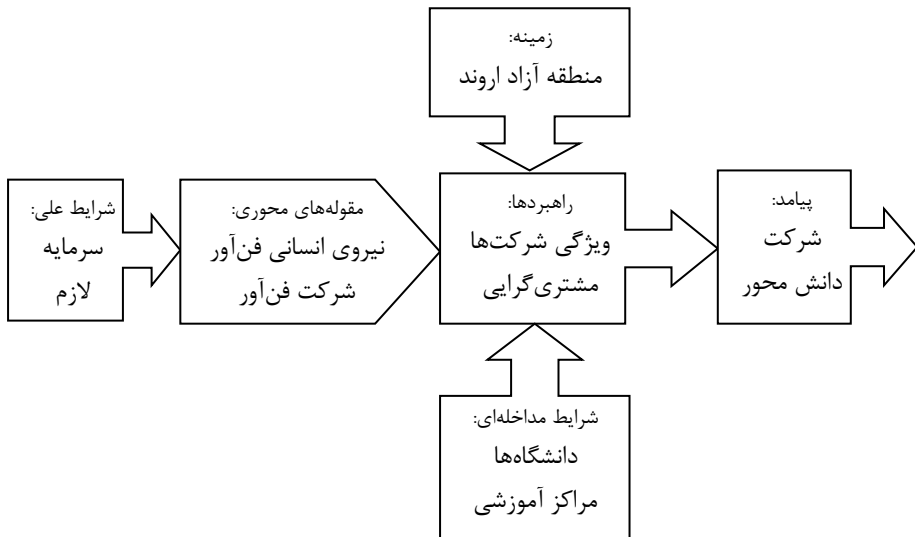 زمینه:
منطقه آزاد اروند
شرایط علی:
سرمایه
لازم
مقوله‌های محوری:
نیروی انسانی فن‌آور
شرکت فن‌آور
راهبردها:
ویژگی شرکت‌ها
مشتری‌گرایی
پیامد:
شرکت
دانش محور
شرایط مداخله‌ای:
دانشگاه‌ها
مراکز آموزشی